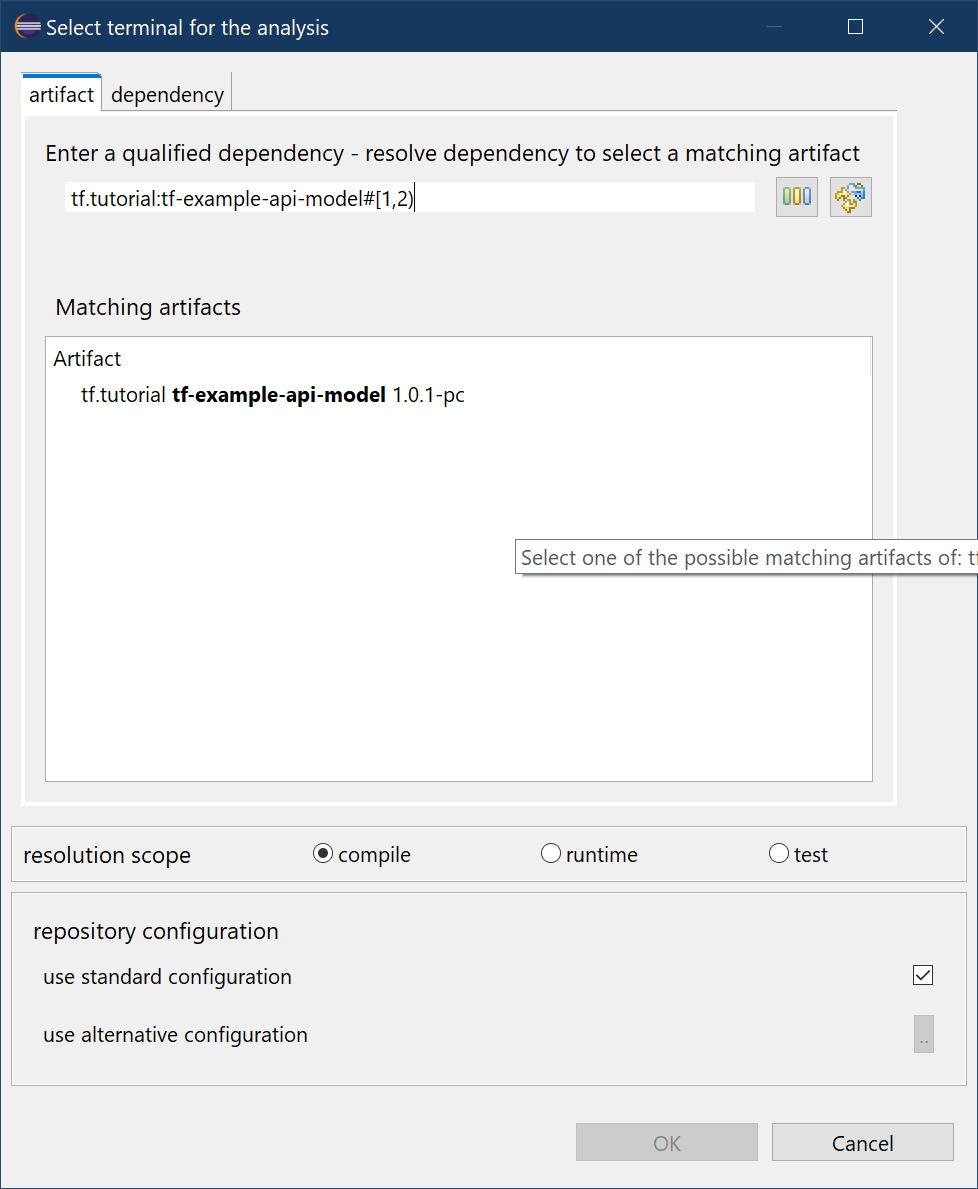 Select terminal for the analysis
artifact dependency
Enter a qualified dependency - resolve dependency to select a matching artifact
tf.tutorial:tf-example-api-model#[1,2)
Matching artifacts
Artifact
tf.tutorial tf-example-api-model 1.0.1-pc
Select one of the possible matching artifacts of: tf
resolution scope compile runtime test
repository configuration
use standard configuration
use alternative configuration ..
OK Cancel